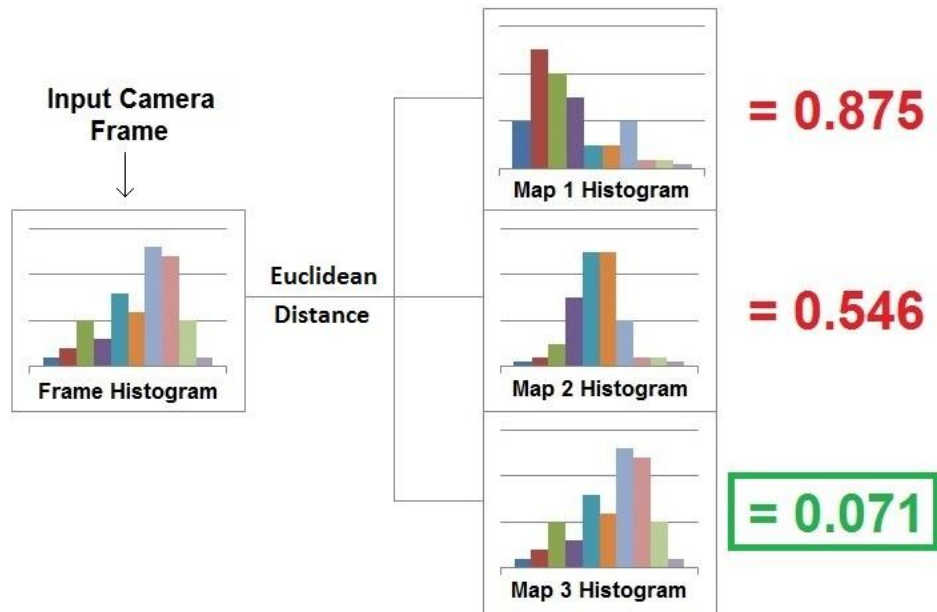 Input Camera
Frame
Frame Histogram
Euclidean
Distance
Map 1 Histogram
= 0.875
Map 2 Histogram
= 0.546
Map 3 Histogram
= 0.071